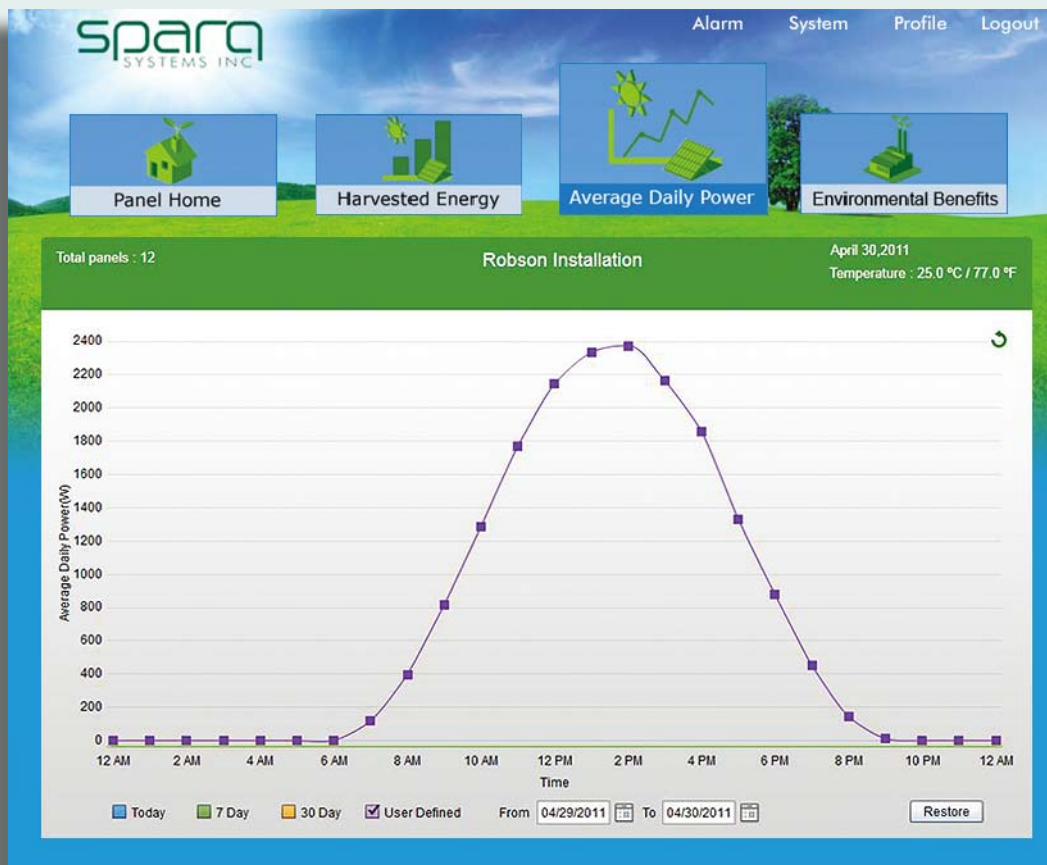 sparq
SYSTEMS INC
Alarm System Profile Logout
Panel Home
Harvested Energy
Average Daily Power
Environmental Benefits
Total panels : 12
Robson Installation
April 30,2011
Temperature : 25.0 ºC / 77.0 ºF
Average Daily Power(W)
2400
2200
2000
1800
1600
1400
1200
1000
800
600
400
200
0
12 AM 2 AM 4 AM 6 AM 8 AM 10 AM 12 PM 2 PM 4 PM 6 PM 8 PM 10 PM 12 AM
Time
Today 7 Day 30 Day User Defined From 04/29/2011 To 04/30/2011 Restore